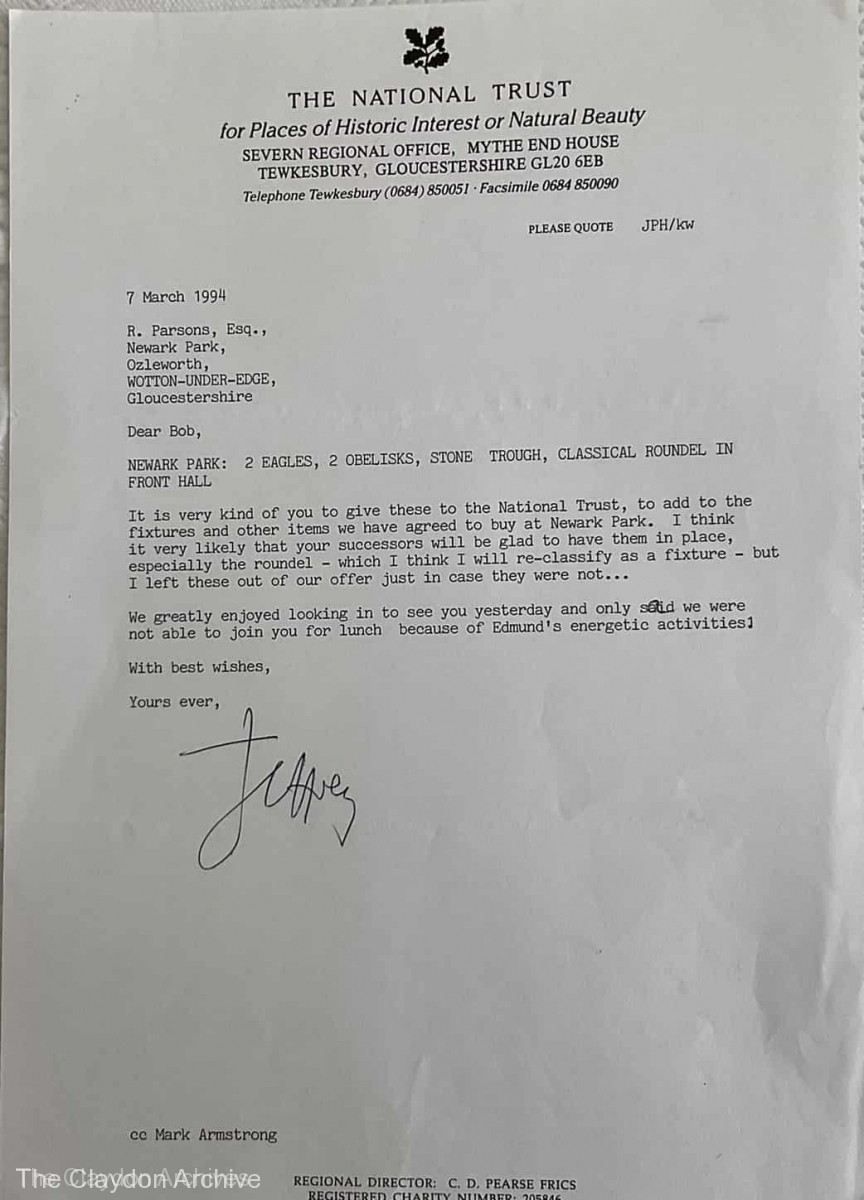 THE NATIONAL TRUST
for Places of Historic Interest or Natural Beauty
SEVERN REGIONAL OFFICE, MYTHE END HOUSE
TEWKESBURY, GLOUCESTERSHIRE GL20 6EB
Telephone Tewkesbury (0684) 850051 · Facsimile 0684 850090
PLEASE QUOTE JPH/kw
7 March 1994
R. Parsons, Esq.,
Newark Park,
Ozleworth,
WOTTON-UNDER-EDGE,
Gloucestershire
Dear Bob,
NEWARK PARK: 2 EAGLES, 2 OBELISKS, STONE TROUGH, CLASSICAL ROUNDEL IN
FRONT HALL
It is very kind of you to give these to the National Trust, to add to the
fixtures and other items we have agreed to buy at Newark Park. I think
it very likely that your successors will be glad to have them in place,
especially the roundel - which I think I will re-classify as a fixture - but
I left these out of our offer just in case they were not...
We greatly enjoyed looking in to see you yesterday and only sad we were
not able to join you for lunch because of Edmund's energetic activities!
With best wishes,
Yours ever,
Jeffrey
cc Mark Armstrong
The Claydon Archive
REGIONAL DIRECTOR: C. D. PEARSE FRICS
REGISTERED CHARITY NUMBER: 205846